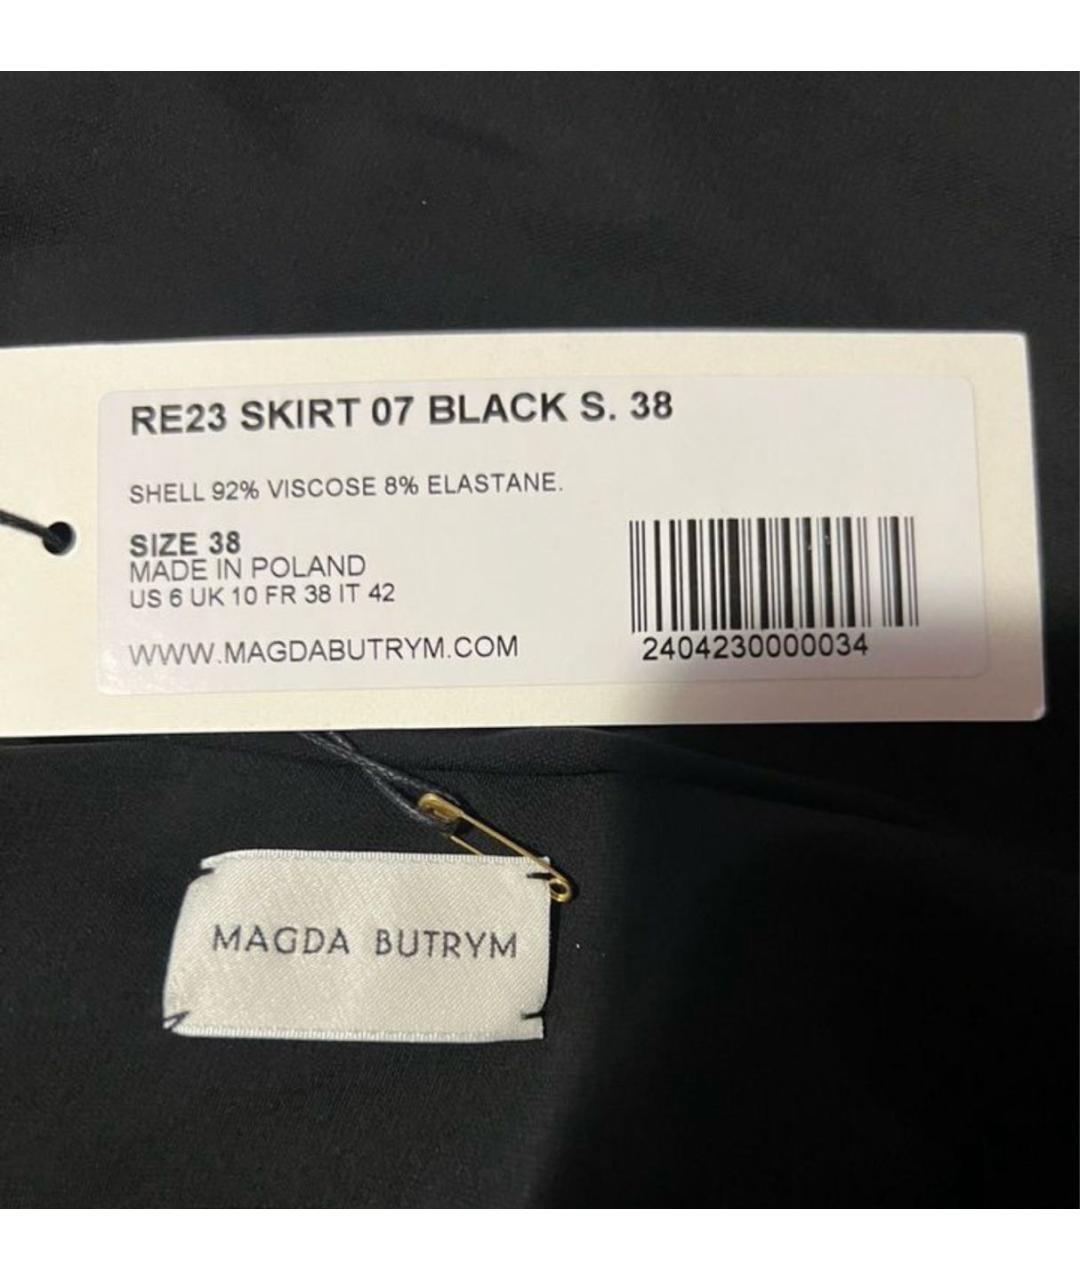 RE23 SKIRT 07 BLACK S. 38
SHELL 92% VISCOSE 8% ELASTANE.
SIZE 38
MADE IN POLAND
US 6 UK 10 FR 38 IT 42
WWW.MAGDABUTRYM.COM
2404230000034
MAGDA BUTRYM